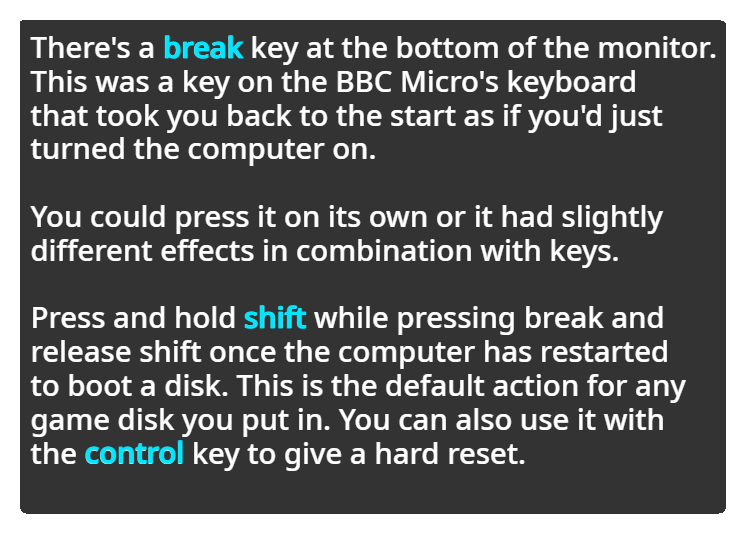 There's a break key at the bottom of the monitor.
This was a key on the BBC Micro's keyboard
that took you back to the start as if you'd just
turned the computer on.
You could press it on its own or it had slightly
different effects in combination with keys.
Press and hold shift while pressing break and
release shift once the computer has restarted
to boot a disk. This is the default action for any
game disk you put in. You can also use it with
the control key to give a hard reset.